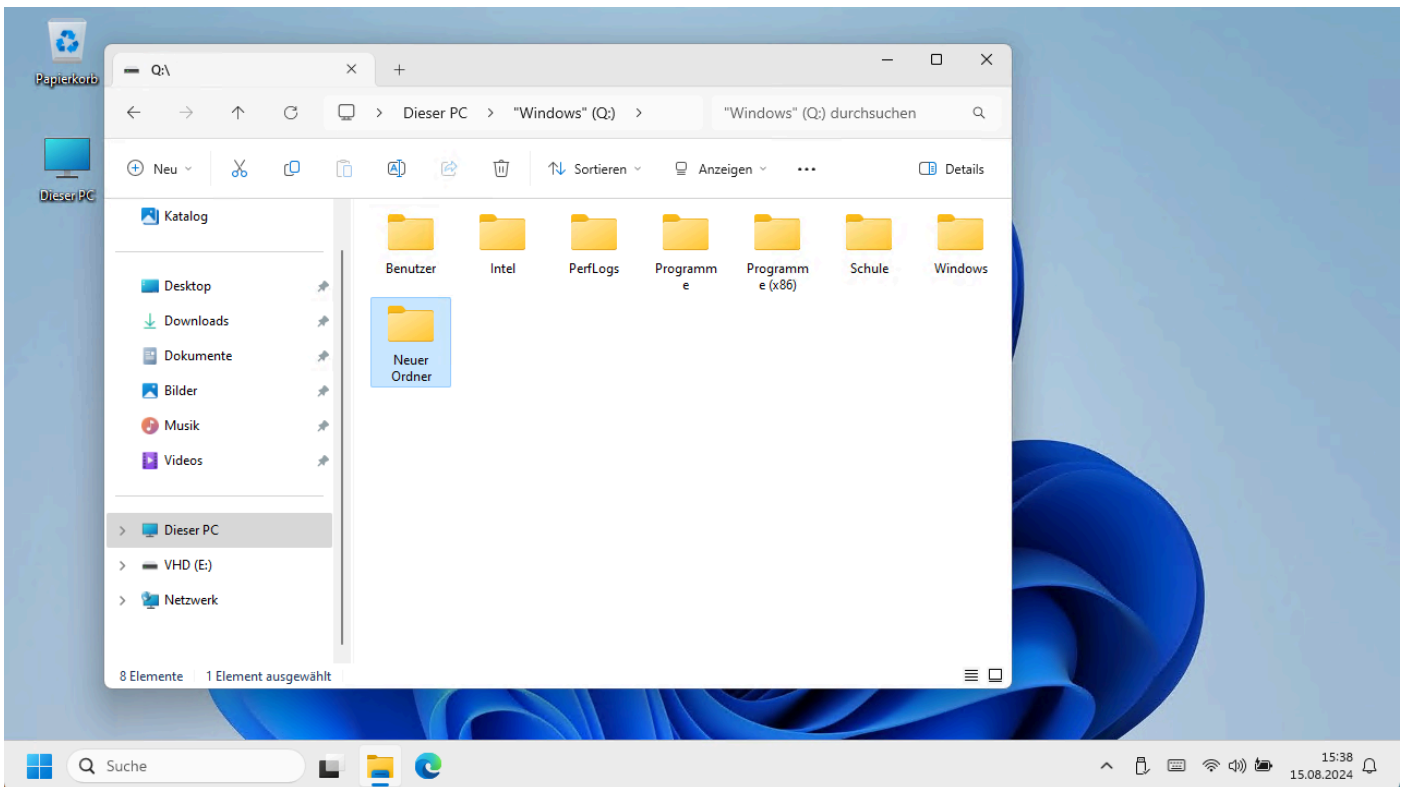 Papierkorb
Dieser PC
Q:\
Dieser PC > "Windows" (Q:) >
"Windows" (Q:) durchsuchen
Neu
Sortieren
Anzeigen
Details
Katalog
Desktop
Downloads
Dokumente
Bilder
Musik
Videos
Dieser PC
VHD (E:)
Netzwerk
Benutzer
Intel
PerfLogs
Programm
e
Programm
e (x86)
Schule
Windows
Neuer
Ordner
8 Elemente
1 Element ausgewählt
Suche
15:38
15.08.2024